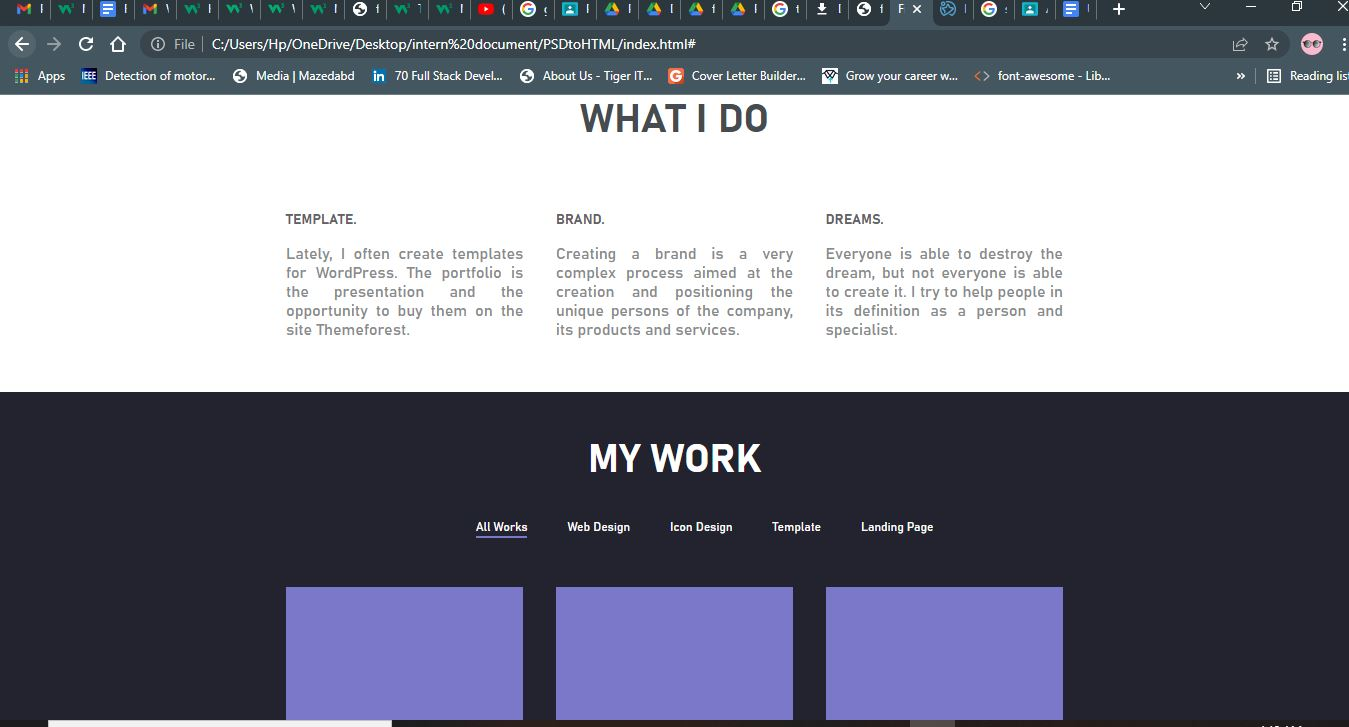 File
C:/Users/Hp/OneDrive/Desktop/intern%20document/PSDtoHTML/index.html#
Apps
IEEE
Detection of motor...
Media | Mazedabd
in
70 Full Stack Devel...
About Us - Tiger IT...
G
Cover Letter Builder...
Grow your career w...
font-awesome - Lib...
»
Reading list
WHAT I DO
TEMPLATE.
Lately, I often create templates
for WordPress. The portfolio is
the presentation and the
opportunity to buy them on the
site Themeforest.
BRAND.
Creating a brand is a very
complex process aimed at the
creation and positioning the
unique persons of the company,
its products and services.
DREAMS.
Everyone is able to destroy the
dream, but not everyone is able
to create it. I try to help people in
its definition as a person and
specialist.
MY WORK
All Works
Web Design
Icon Design
Template
Landing Page